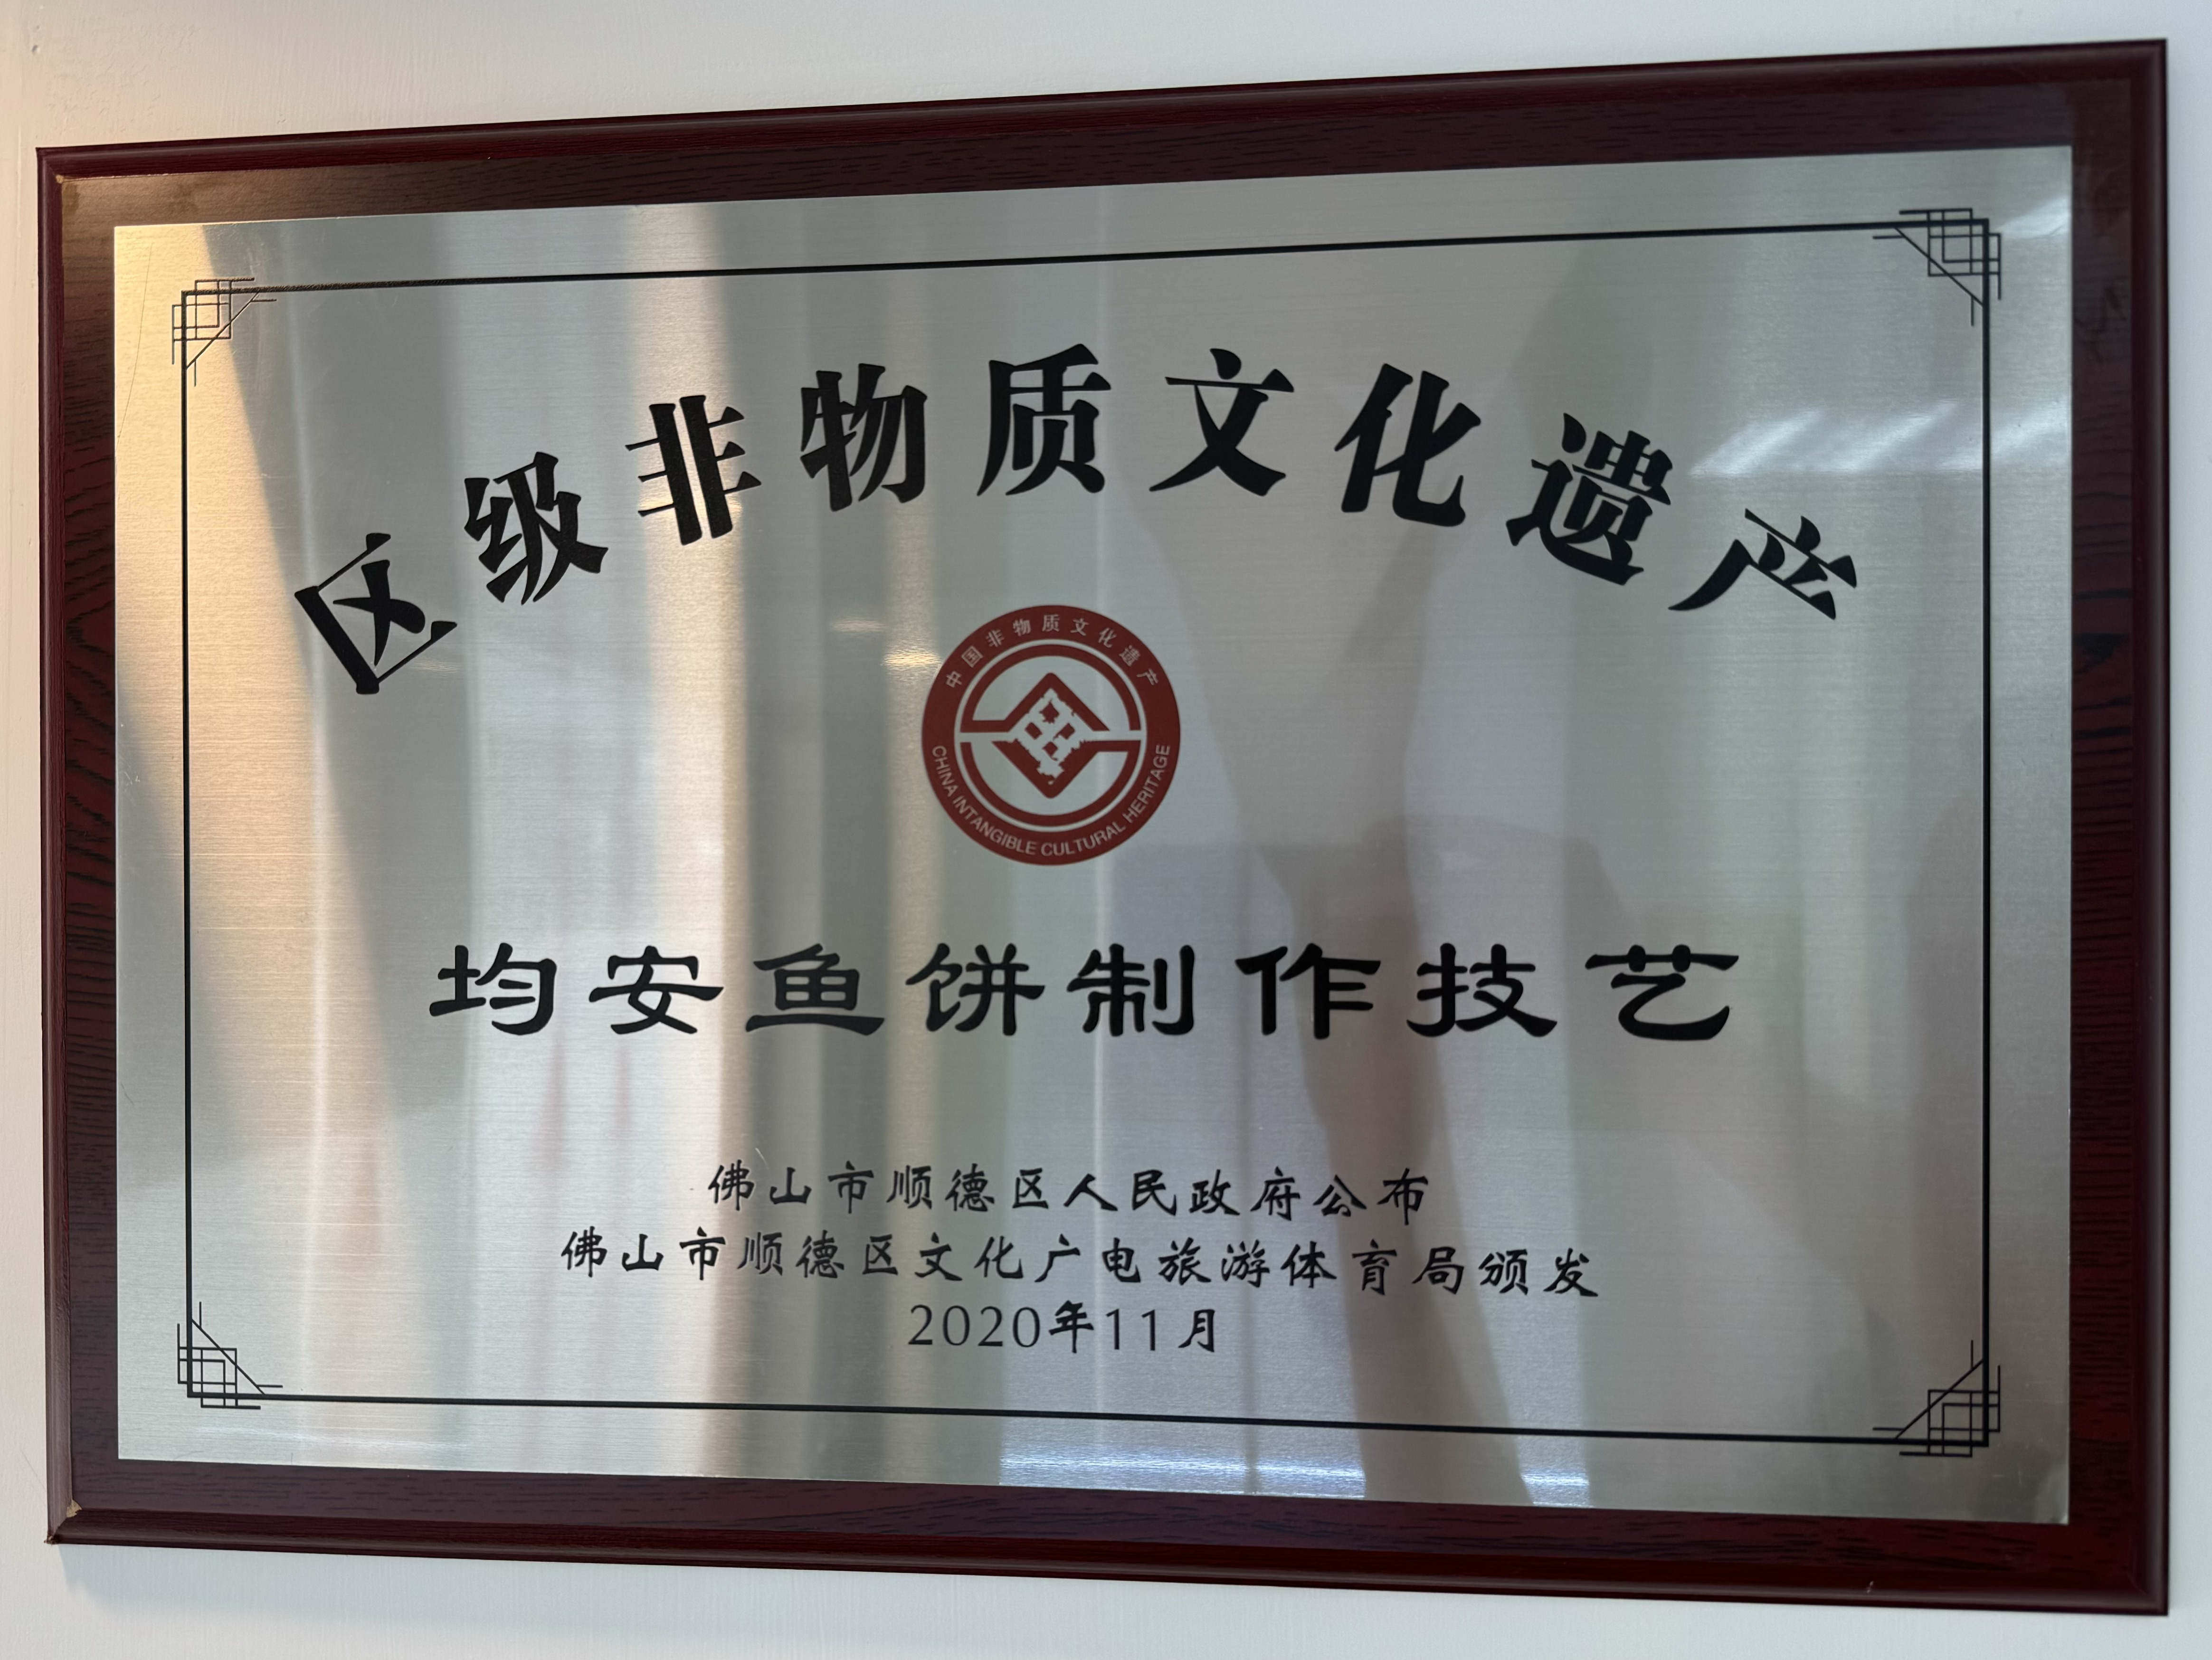 区级非物质文化遗产
中国非物质文化遗产
CHINA INTANGIBLE CULTURAL HERITAGE
均安鱼饼制作技艺
佛山市顺德区人民政府公布
佛山市顺德区文化广电旅游体育局颁发
2020年11月